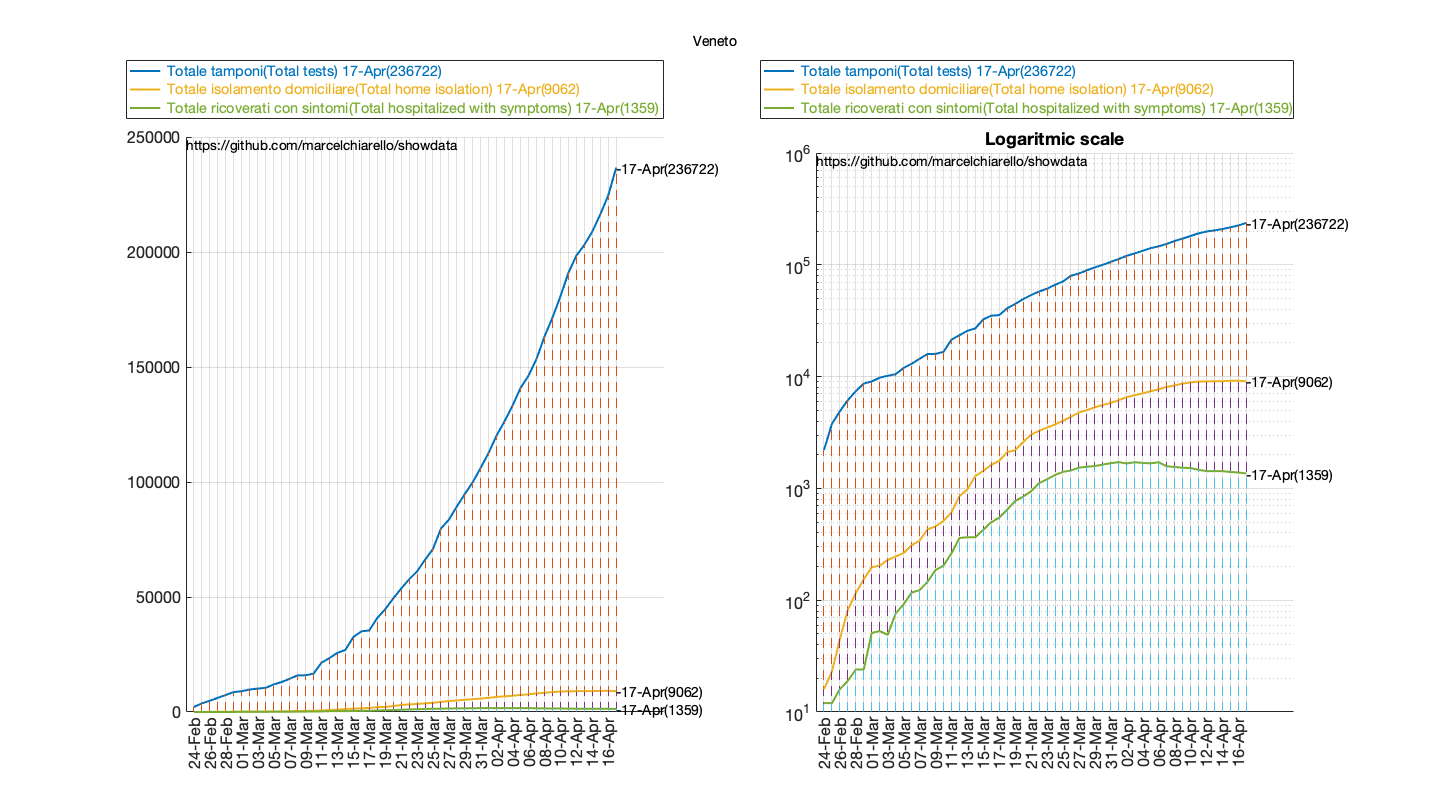 Veneto
Totale tamponi(Total tests) 17-Apr(236722)
Totale isolamento domiciliare(Total home isolation) 17-Apr(9062)
Totale ricoverati con sintomi(Total hospitalized with symptoms) 17-Apr(1359)
250000
200000
150000
100000
50000
0
https://github.com/marcelchiarello/showdata
-17-Apr(236722)
-17-Apr(9062)
-17-Apr(1359)
24-Feb
26-Feb
28-Feb
01-Mar
03-Mar
05-Mar
07-Mar
09-Mar
11-Mar
13-Mar
15-Mar
17-Mar
19-Mar
21-Mar
23-Mar
25-Mar
27-Mar
29-Mar
31-Mar
02-Apr
04-Apr
06-Apr
08-Apr
10-Apr
12-Apr
14-Apr
16-Apr
Totale tamponi(Total tests) 17-Apr(236722)
Totale isolamento domiciliare(Total home isolation) 17-Apr(9062)
Totale ricoverati con sintomi(Total hospitalized with symptoms) 17-Apr(1359)
Logaritmic scale
10^6
10^5
10^4
10^3
10^2
10^1
https://github.com/marcelchiarello/showdata
-17-Apr(236722)
-17-Apr(9062)
-17-Apr(1359)
24-Feb
26-Feb
28-Feb
01-Mar
03-Mar
05-Mar
07-Mar
09-Mar
11-Mar
13-Mar
15-Mar
17-Mar
19-Mar
21-Mar
23-Mar
25-Mar
27-Mar
29-Mar
31-Mar
02-Apr
04-Apr
06-Apr
08-Apr
10-Apr
12-Apr
14-Apr
16-Apr